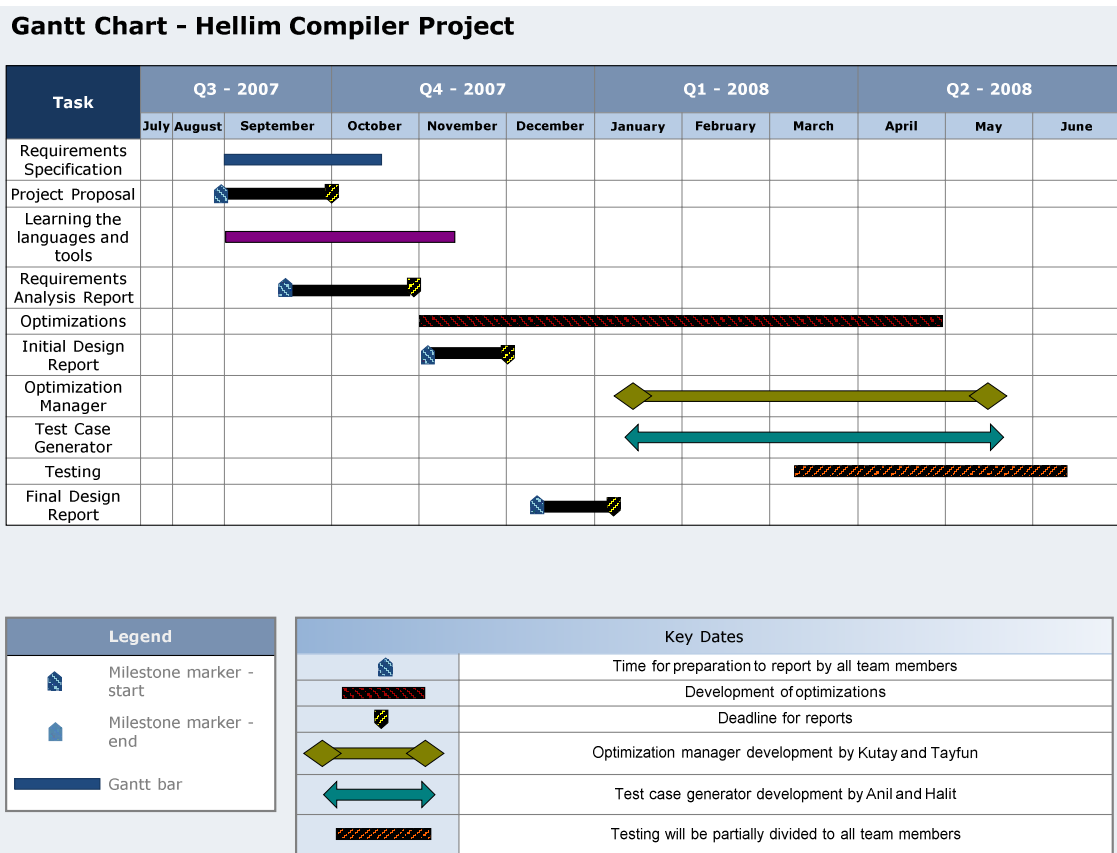 Gantt Chart - Hellim Compiler Project
Task
Q3 - 2007
Q4 - 2007
Q1 - 2008
Q2 - 2008
July
August
September
October
November
December
January
February
March
April
May
June
Requirements
Specification
Project Proposal
Learning the
languages and
tools
Requirements
Analysis Report
Optimizations
Initial Design
Report
Optimization
Manager
Test Case
Generator
Testing
Final Design
Report
Legend
Milestone marker -
start
Milestone marker -
end
Gantt bar
Key Dates
Time for preparation to report by all team members
Development of optimizations
Deadline for reports
Optimization manager development by Kutay and Tayfun
Test case generator development by Anil and Halit
Testing will be partially divided to all team members